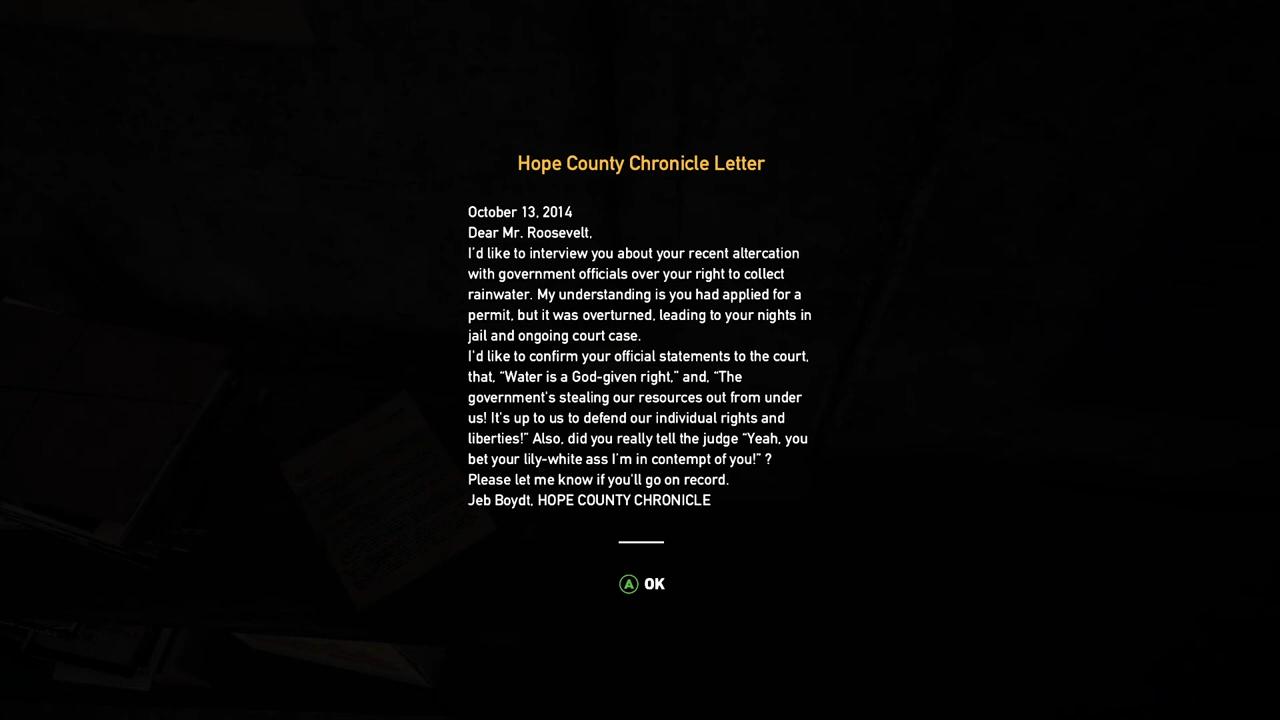 Hope County Chronicle Letter
October 13, 2014
Dear Mr. Roosevelt,
I'd like to interview you about your recent altercation
with government officials over your right to collect
rainwater. My understanding is you had applied for a
permit, but it was overturned, leading to your nights in
jail and ongoing court case.
I'd like to confirm your official statements to the court,
that, “Water is a God-given right,” and, “The
government's stealing our resources out from under
us! It's up to us to defend our individual rights and
liberties!” Also, did you really tell the judge “Yeah, you
bet your lily-white ass I'm in contempt of you!” ?
Please let me know if you'll go on record.
Jeb Boydt, HOPE COUNTY CHRONICLE
A OK